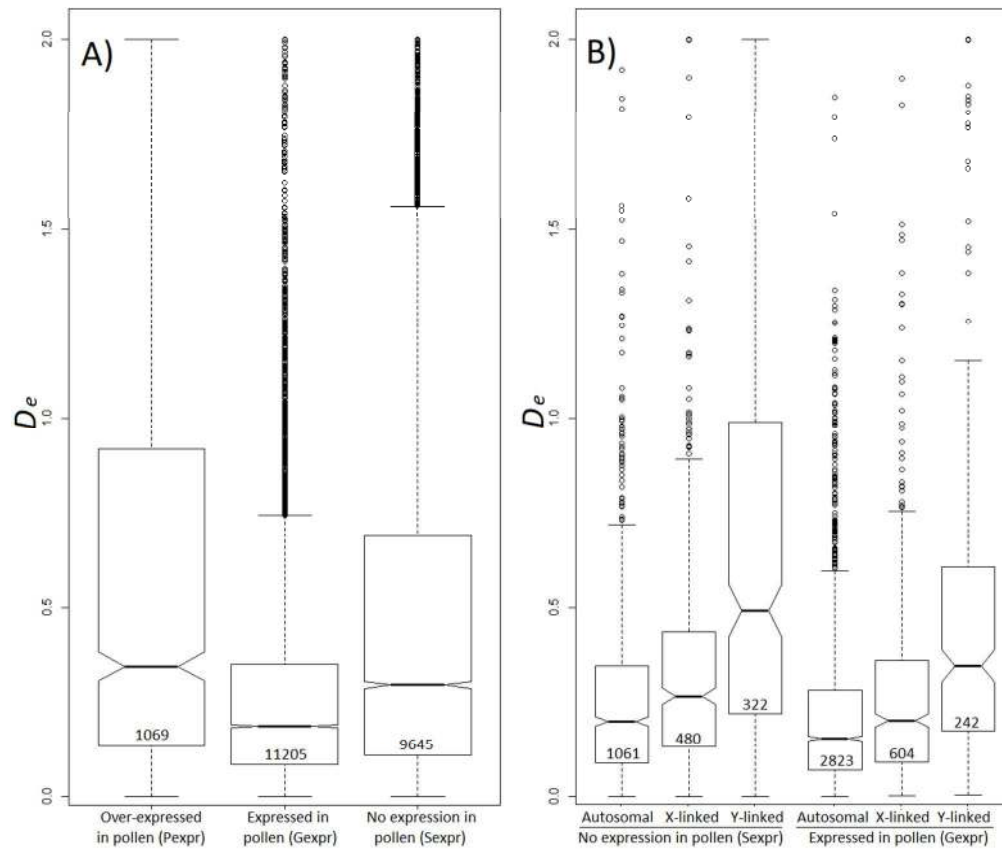 A)
De
2.0
1.5
1.0
0.5
0.0
1069
11205
9645
Over-expressed in pollen (Pexpr)
Expressed in pollen (Gexpr)
No expression in pollen (Sexpr)
B)
De
2.0
1.5
1.0
0.5
0.0
1061
480
322
2823
604
242
Autosomal X-linked Y-linked Autosomal X-linked Y-linked
No expression in pollen (Sexpr) Expressed in pollen (Gexpr)